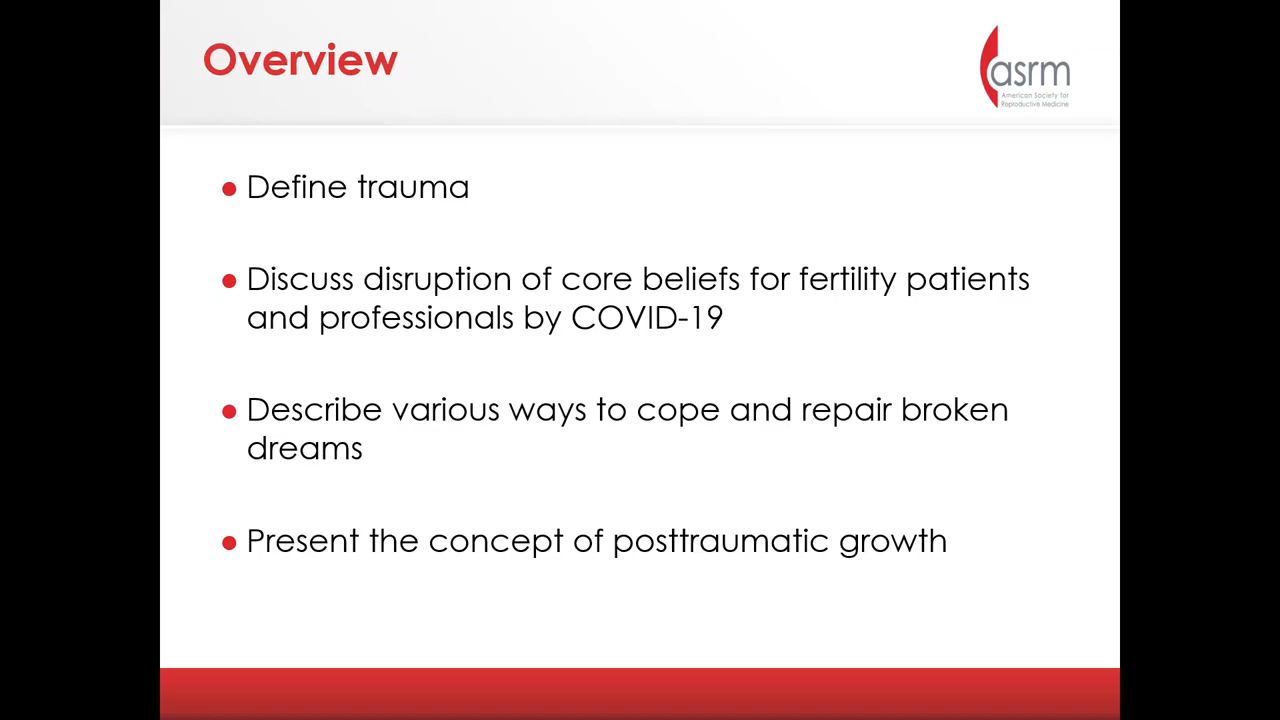 Overview
asrm
American Society for
Reproductive Medicine
Define trauma
Discuss disruption of core beliefs for fertility patients
and professionals by COVID-19
Describe various ways to cope and repair broken
dreams
Present the concept of posttraumatic growth